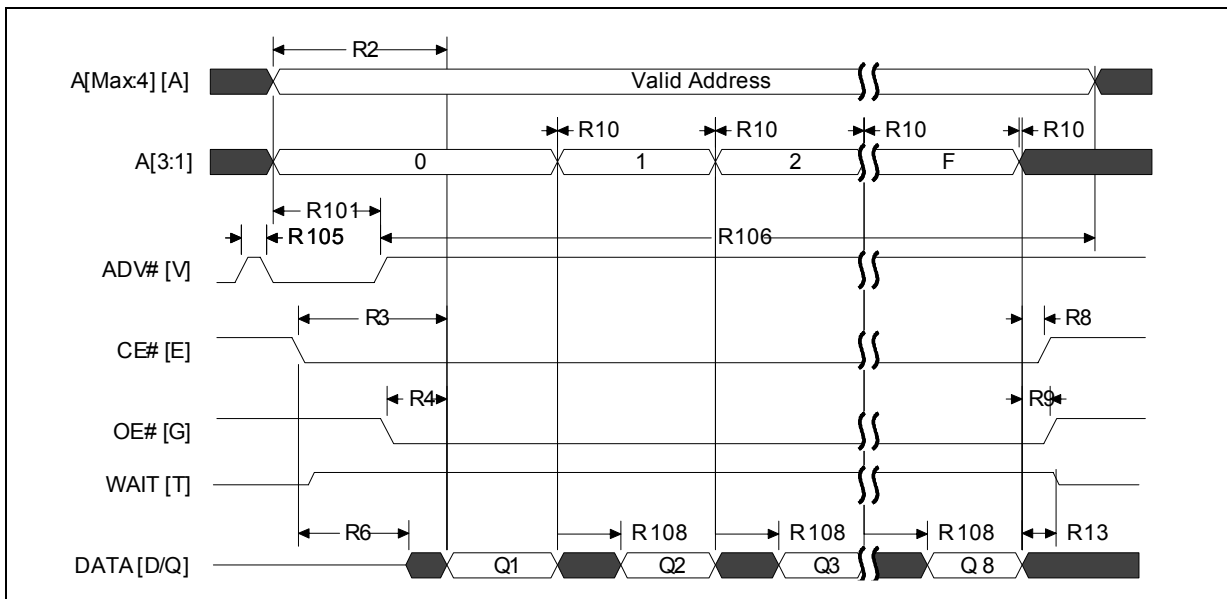 R2
A[Max:4] [A]
Valid Address
R10 R10 R10 R10
A[3:1]
0 1 2 F
R101
R105
R106
ADV# [V]
R3
R8
CE# [E]
R4
R9
OE# [G]
WAIT [T]
R6
R108 R108 R108 R13
DATA [D/Q]
Q1 Q2 Q3 Q 8